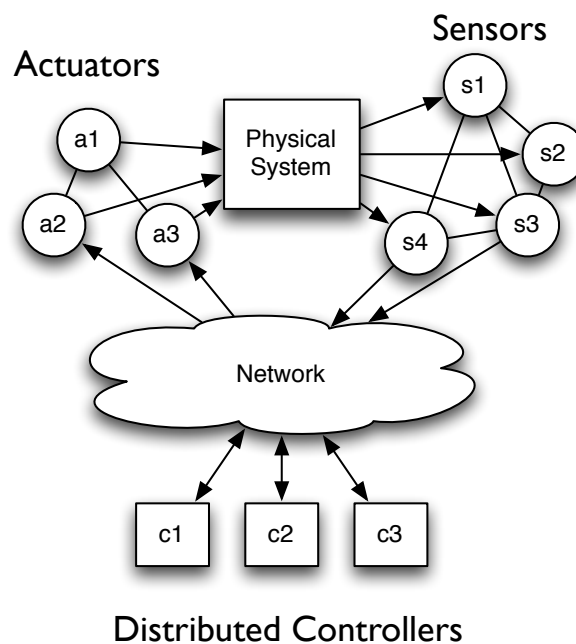 Sensors
Actuators
s1
a1
Physical
System
s2
a2
a3
s3
s4
Network
c1
c2
c3
Distributed Controllers